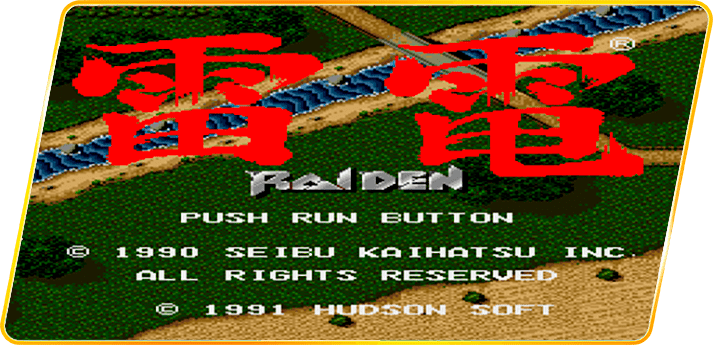 雷電®
RAIDEN
PUSH RUN BUTTON
© 1990 SEIBU KAIHATSU INC.
ALL RIGHTS RESERVED
© 1991 HUDSON SOFT